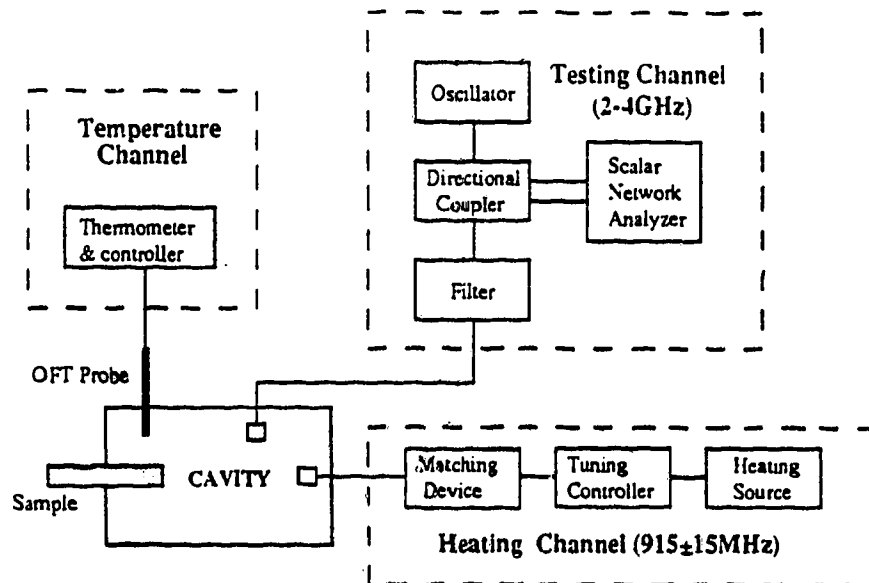 Testing Channel
(2-4GHz)
Oscillator
Temperature
Channel
Directional
Coupler
Scalar
Network
Analyzer
Thermometer
& controller
Filter
OFT Probe
CAVITY
Sample
Matching
Device
Tuning
Controller
Heating
Source
Heating Channel (915±15MHz)